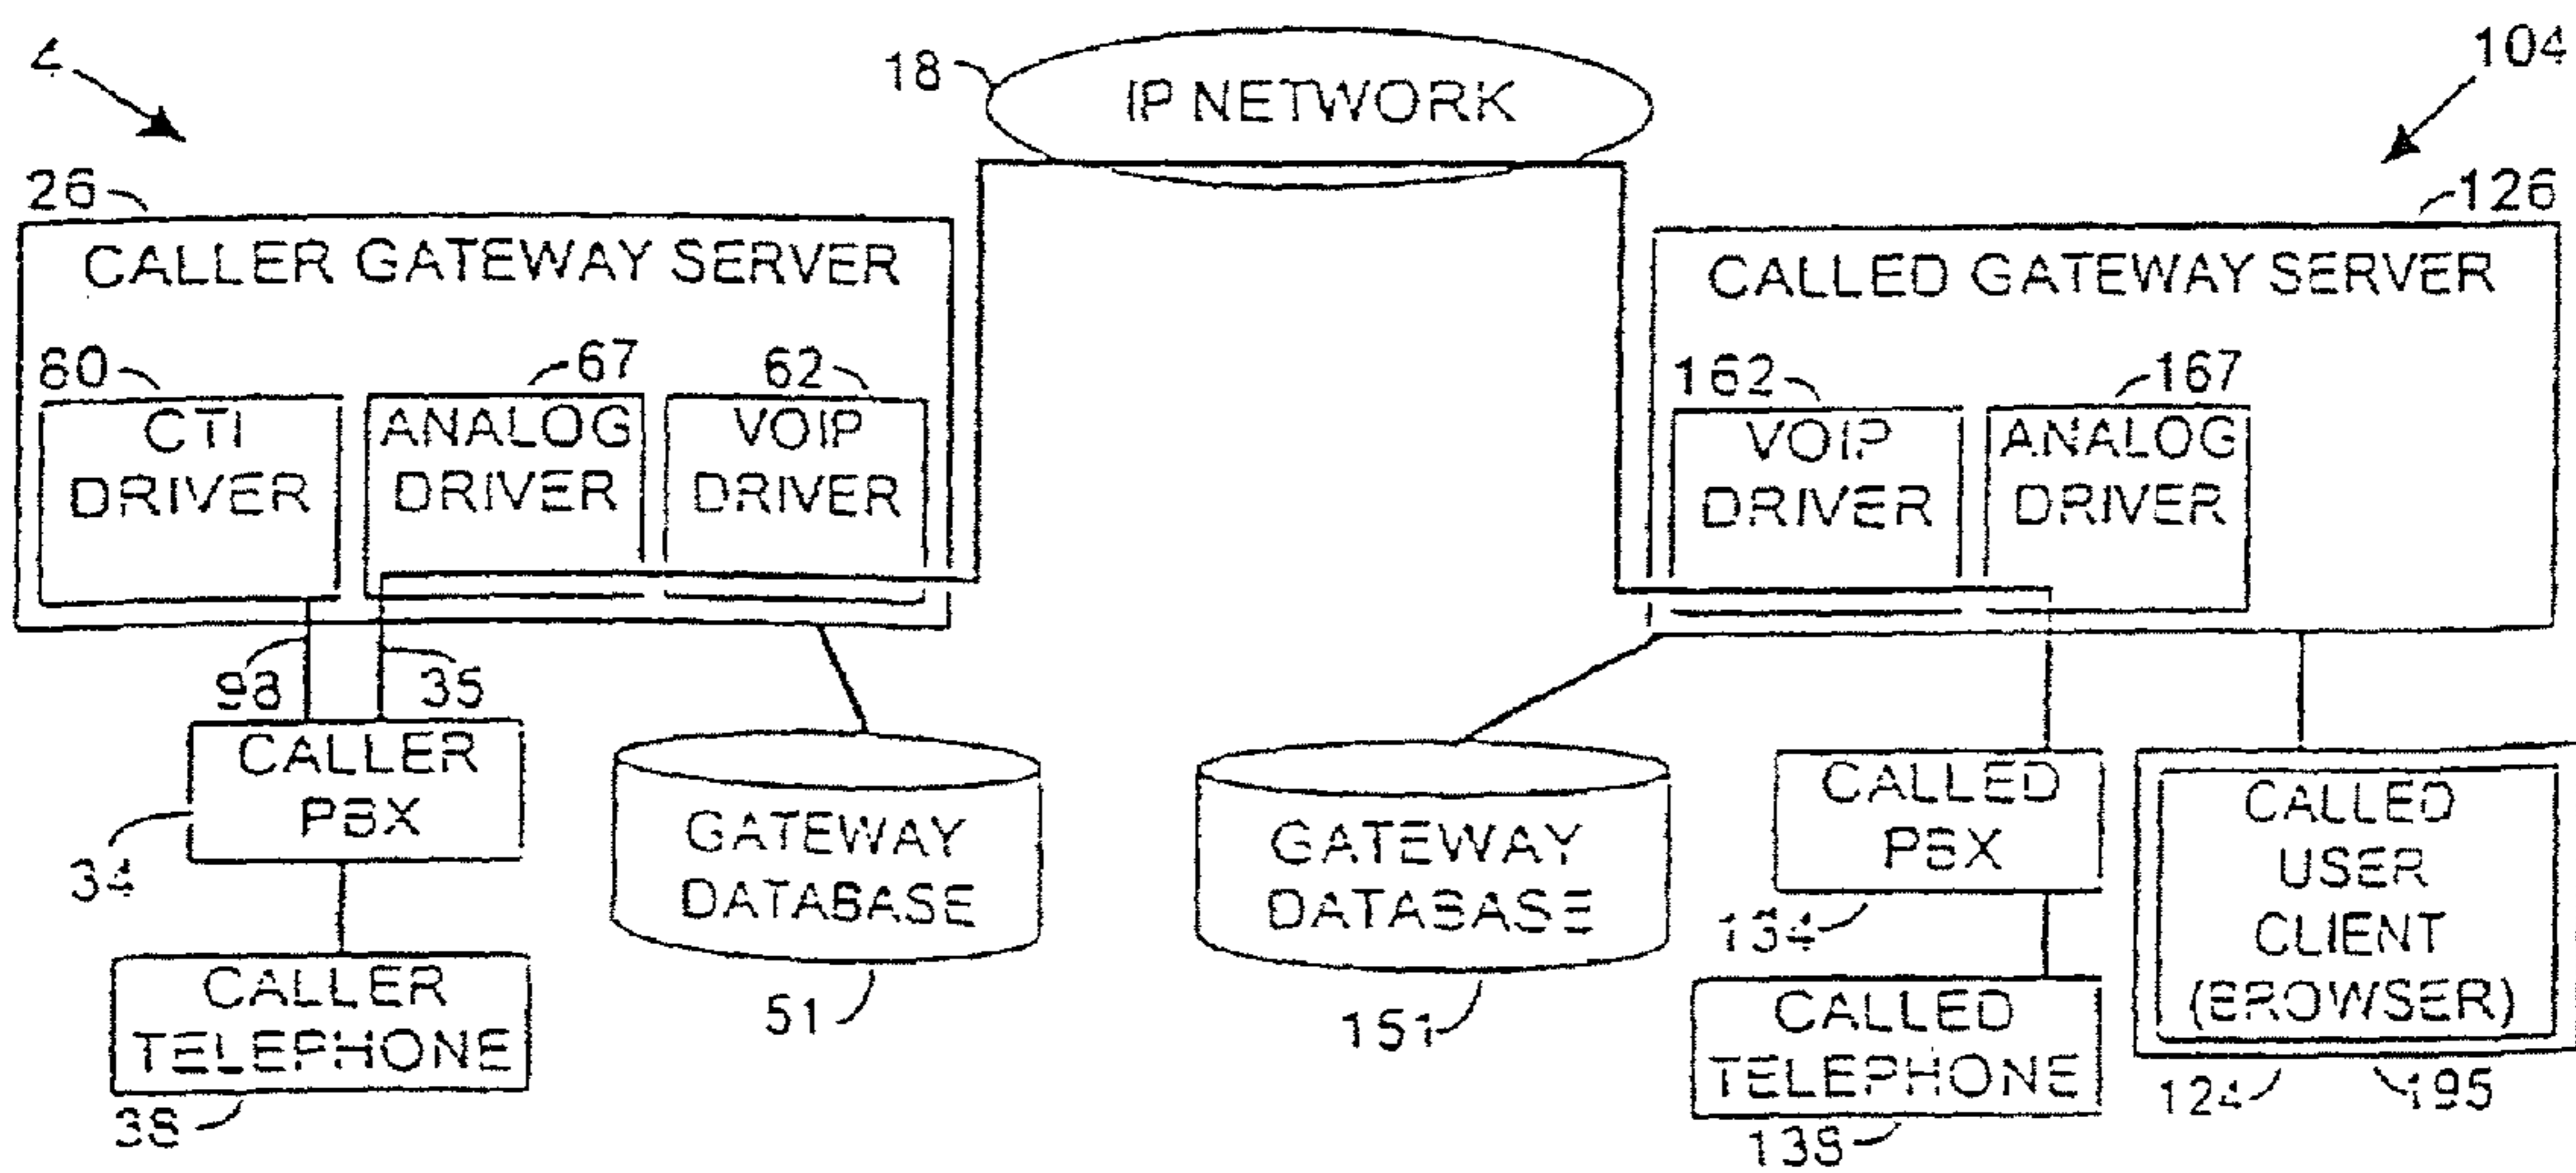 4
18
IP NETWORK
104
26
CALLER GATEWAY SERVER
60
CTI
DRIVER
67
ANALOG
DRIVER
62
VOIP
DRIVER
126
CALLED GATEWAY SERVER
162
VOIP
DRIVER
167
ANALOG
DRIVER
98
35
CALLER
PBX
34
CALLER
TELEPHONE
38
GATEWAY
DATABASE
51
GATEWAY
DATABASE
151
CALLED
PBX
134
CALLED
TELEPHONE
138
CALLED
USER
CLIENT
(BROWSER)
124
195